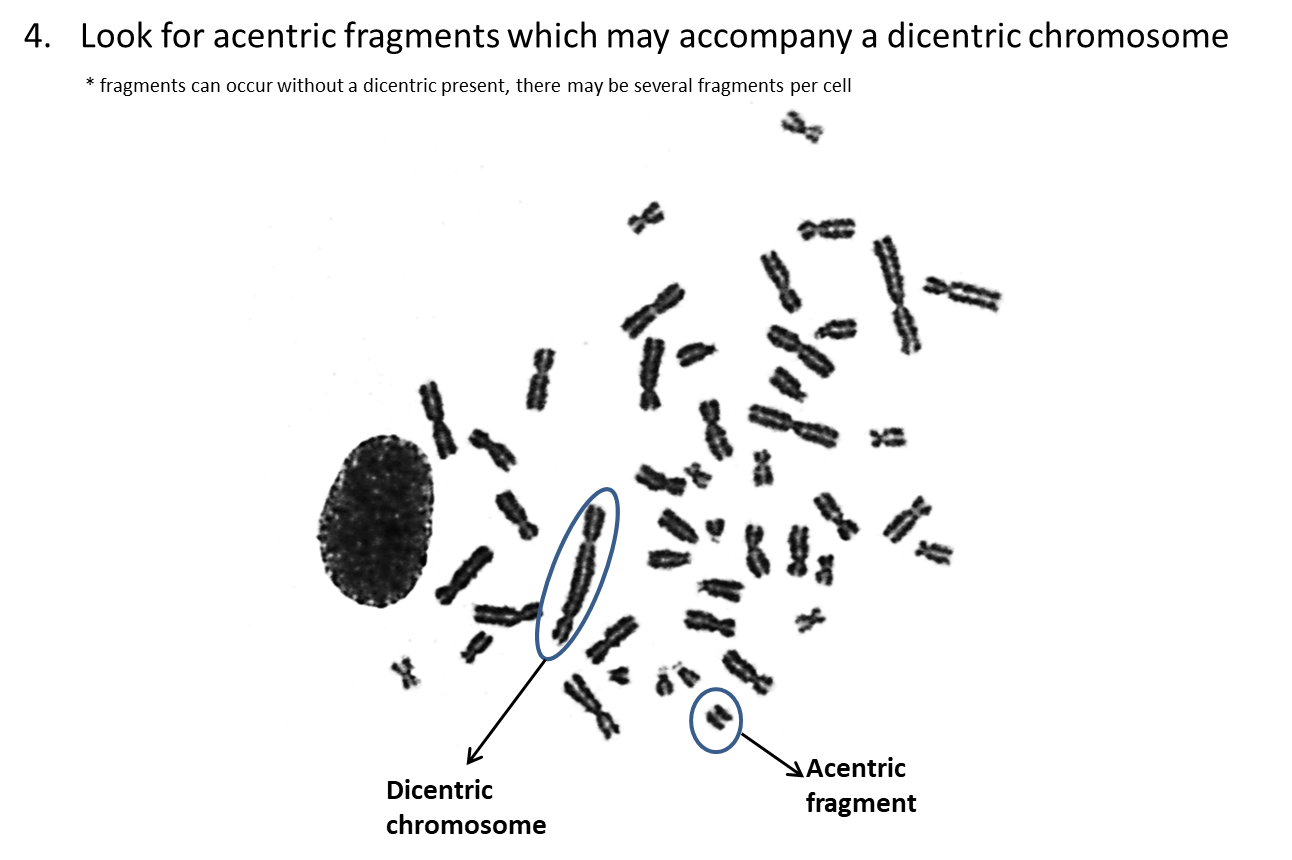 4. Look for acentric fragments which may accompany a dicentric chromosome
* fragments can occur without a dicentric present, there may be several fragments per cell
Dicentric
chromosome
Acentric
fragment